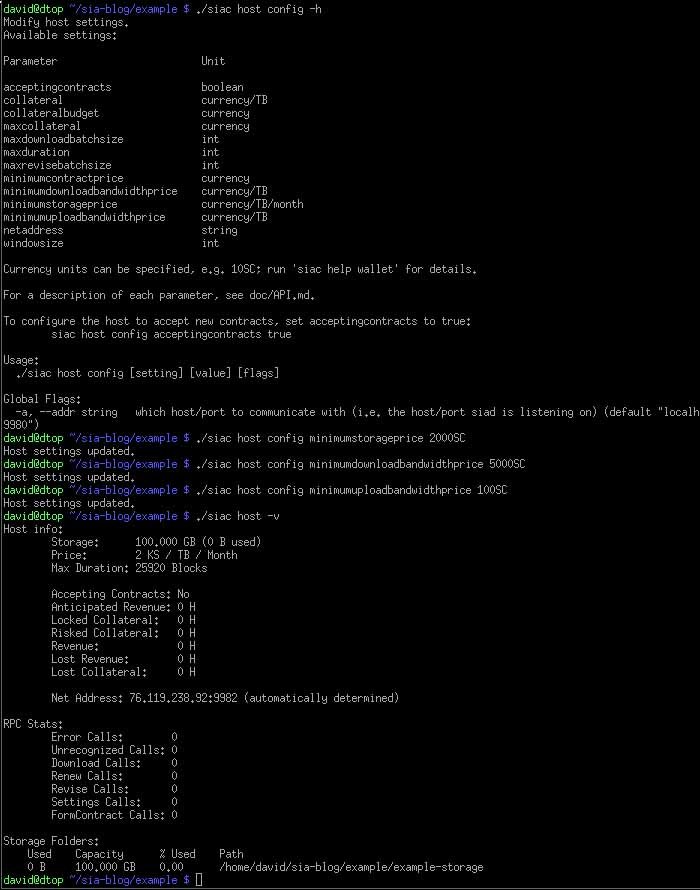 david@dtop ~/sia-blog/example $ ./siac host config -h
Modify host settings.
Available settings:
Parameter                        Unit
acceptingcontracts               boolean
collateral                       currency/TB
collateralbudget                 currency
maxcollateral                    currency
maxdownloadbatchsize             int
maxduration                      int
maxrevisebatchsize               int
minimumcontractprice             currency
minimumdownloadbandwidthprice    currency/TB
minimumstorageprice              currency/TB/month
minimumuploadbandwidthprice      currency/TB
netaddress                       string
windowsize                       int
Currency units can be specified, e.g. 10SC; run 'siac help wallet' for details.
For a description of each parameter, see doc/API.md.
To configure the host to accept new contracts, set acceptingcontracts to true:
        siac host config acceptingcontracts true
Usage:
  ./siac host config [setting] [value] [flags]
Global Flags:
  -a, --addr string   which host/port to communicate with (i.e. the host/port siad is listening on) (default "localh
9980")
david@dtop ~/sia-blog/example $ ./siac host config minimumstorageprice 2000SC
Host settings updated.
david@dtop ~/sia-blog/example $ ./siac host config minimumdownloadbandwidthprice 5000SC
Host settings updated.
david@dtop ~/sia-blog/example $ ./siac host config minimumuploadbandwidthprice 100SC
Host settings updated.
david@dtop ~/sia-blog/example $ ./siac host -v
Host info:
        Storage:      100.000 GB (0 B used)
        Price:        2 KS / TB / Month
        Max Duration: 25920 Blocks
        Accepting Contracts: No
        Anticipated Revenue: 0 H
        Locked Collateral:   0 H
        Risked Collateral:   0 H
        Revenue:             0 H
        Lost Revenue:        0 H
        Lost Collateral:     0 H
        Net Address: 76.119.238.92:9982 (automatically determined)
RPC Stats:
        Error Calls:        0
        Unrecognized Calls: 0
        Download Calls:     0
        Renew Calls:        0
        Revise Calls:       0
        Settings Calls:     0
        FormContract Calls: 0
Storage Folders:
    Used    Capacity      % Used    Path
    0 B     100.000 GB    0.00      /home/david/sia-blog/example/example-storage
david@dtop ~/sia-blog/example $